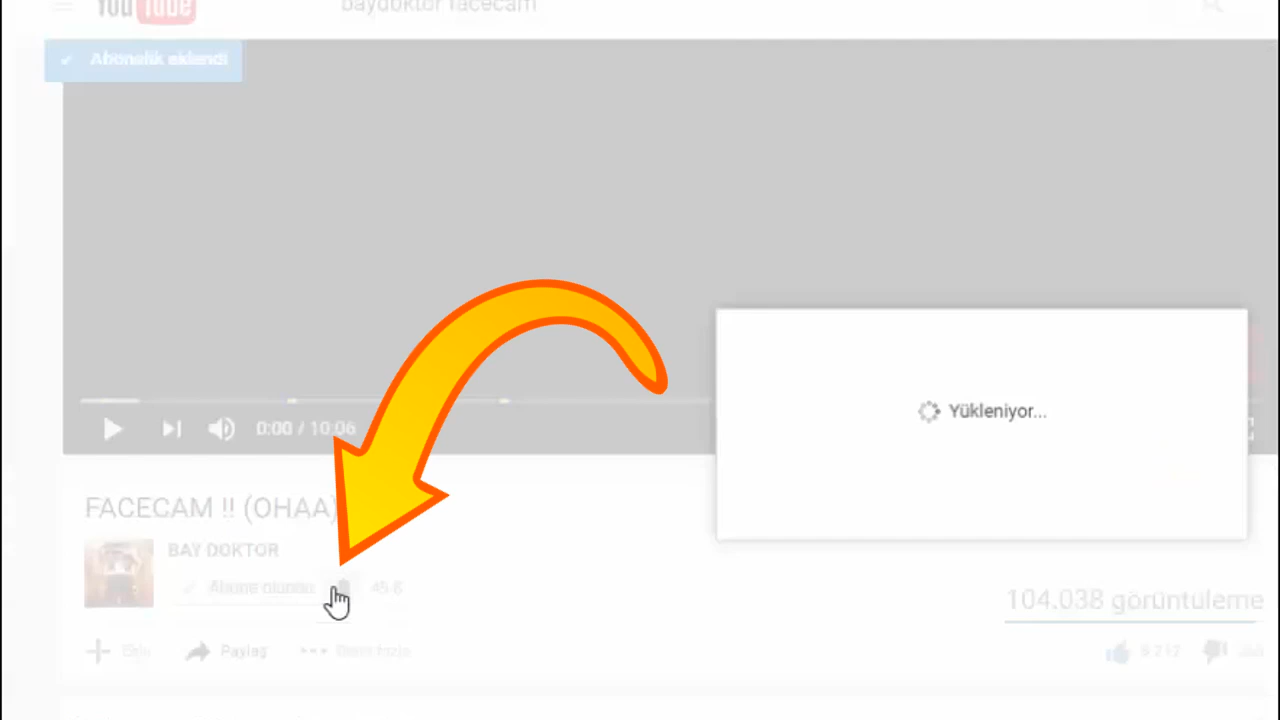 YouTube
baydoktor facecam
Abonelik eklendi
0:00 / 10:06
Yükleniyor...
FACECAM !! (OHAA)
BAY DOKTOR
Abone olundu
Ekle
Paylaş
104.038 görüntüleme